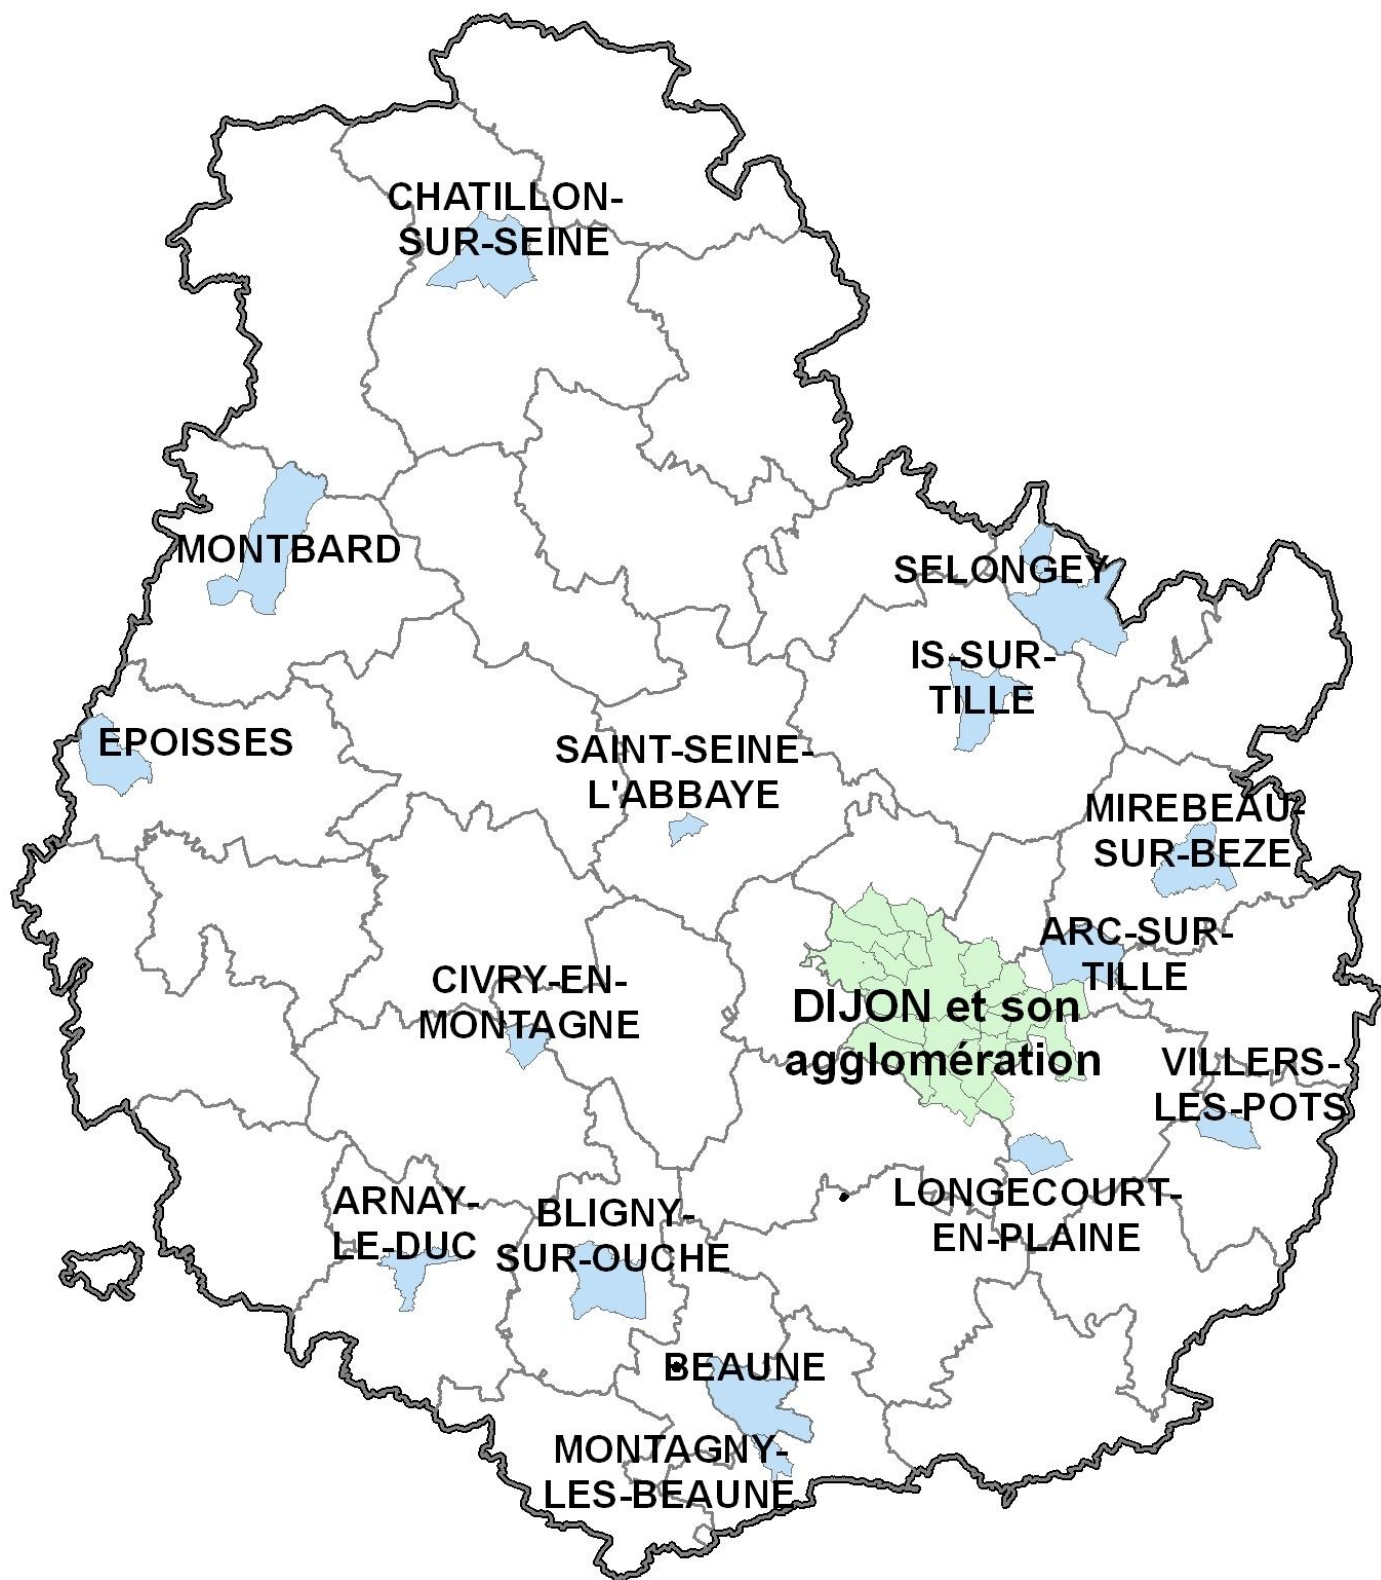 CHATILLON-
SUR-SEINE
MONTBARD
SELONGEY
IS-SUR-
TILLE
EPOISSES
SAINT-SEINE-
L'ABBAYE
MIREBEAU-
SUR-BEZE
ARC-SUR-
TILLE
CIVRY-EN-
MONTAGNE
DIJON et son
agglomération
VILLERS-
LES-POTS
ARNAY-
LE-DUC
BLIGNY-
SUR-OUCHE
LONGECOURT-
EN-PLAINE
BEAUNE
MONTAGNY-
LES-BEAUNE